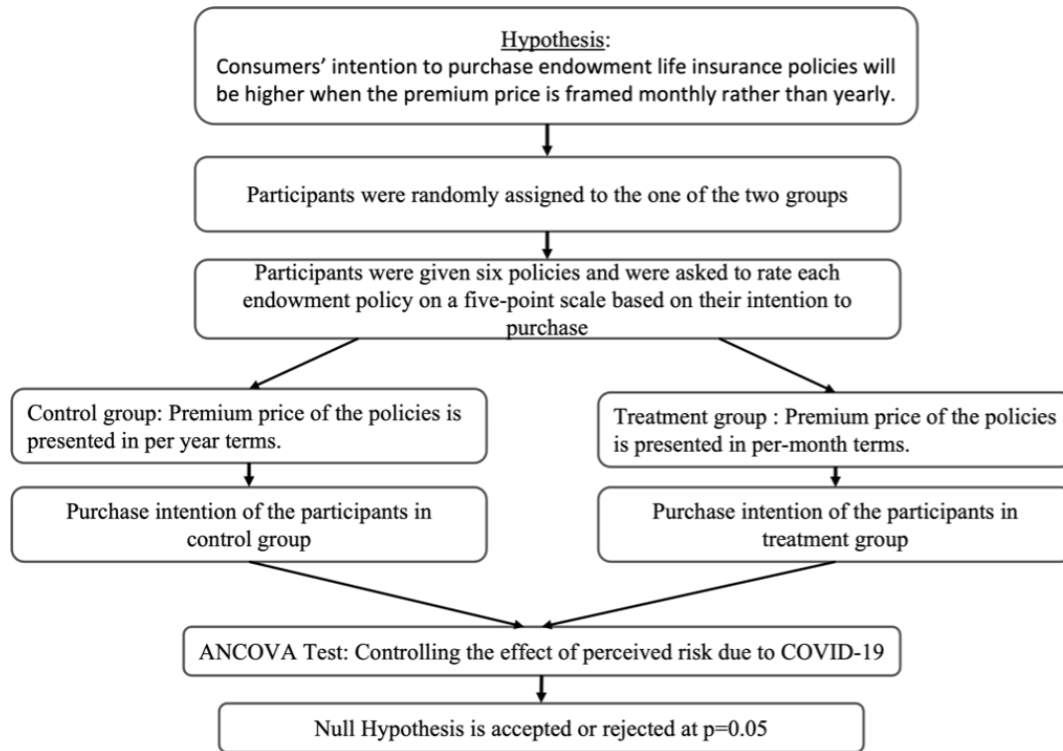 Hypothesis:
Consumers’ intention to purchase endowment life insurance policies will
be higher when the premium price is framed monthly rather than yearly.
Participants were randomly assigned to the one of the two groups
Participants were given six policies and were asked to rate each
endowment policy on a five-point scale based on their intention to
purchase
Control group: Premium price of the policies is
presented in per year terms.
Treatment group : Premium price of the policies
is presented in per-month terms.
Purchase intention of the participants in
control group
Purchase intention of the participants in
treatment group
ANCOVA Test: Controlling the effect of perceived risk due to COVID-19
Null Hypothesis is accepted or rejected at p=0.05